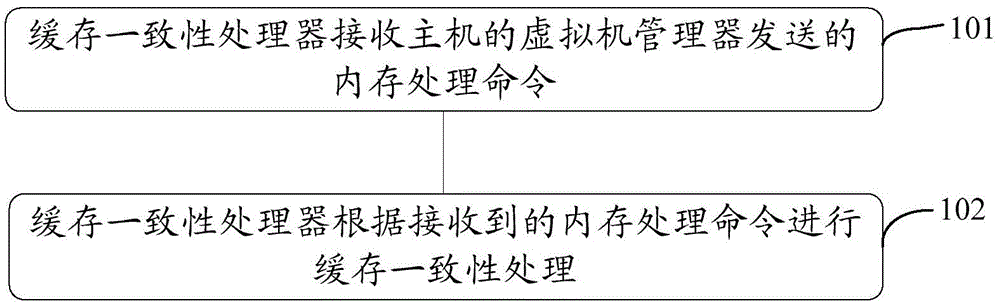 缓存一致性处理器接收主机的虚拟机管理器发送的
内存处理命令
101
缓存一致性处理器根据接收到的内存处理命令进行
缓存一致性处理
102